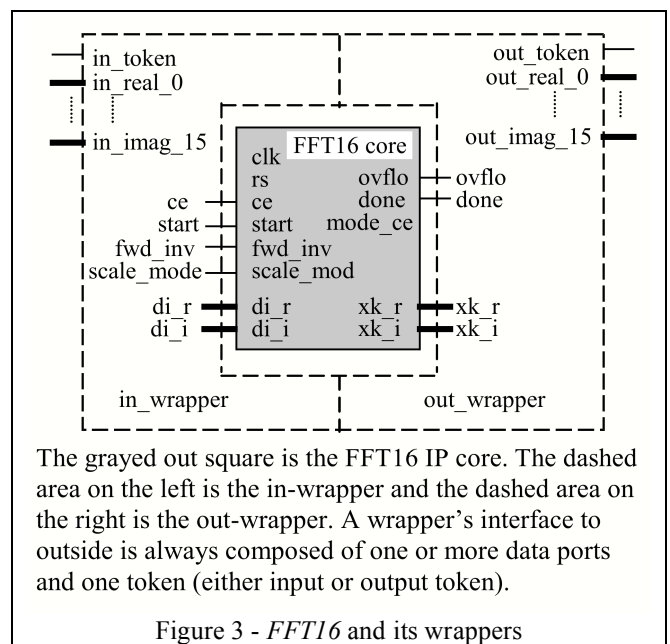 in_token
out_token
in_real_0
out_real_0
in_imag_15
out_imag_15
FFT16 core
clk
rs
ovflo
ovflo
ce
ce
done
done
start
start
mode_ce
fwd_inv
fwd_inv
scale_mode
scale_mod
di_r
di_r
xk_r
xk_r
di_i
di_i
xk_i
xk_i
in_wrapper
out_wrapper
The grayed out square is the FFT16 IP core. The dashed
area on the left is the in-wrapper and the dashed area on
the right is the out-wrapper. A wrapper’s interface to
outside is always composed of one or more data ports
and one token (either input or output token).
Figure 3 - FFT16 and its wrappers